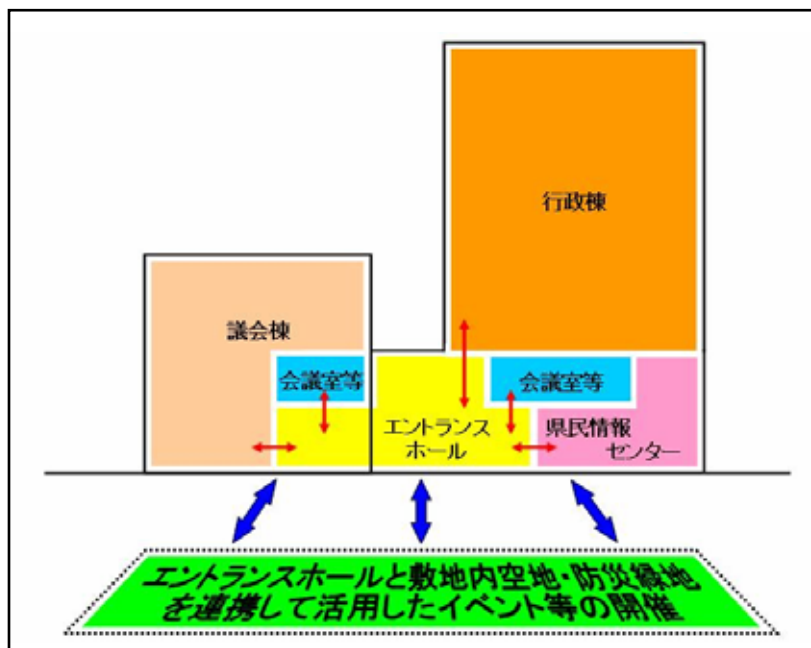 行政棟
議会棟
会議室等
会議室等
エントランス
ホール
県民情報
センター
エントランスホールと敷地内空地・防災緑地
を連携して活用したイベント等の開催